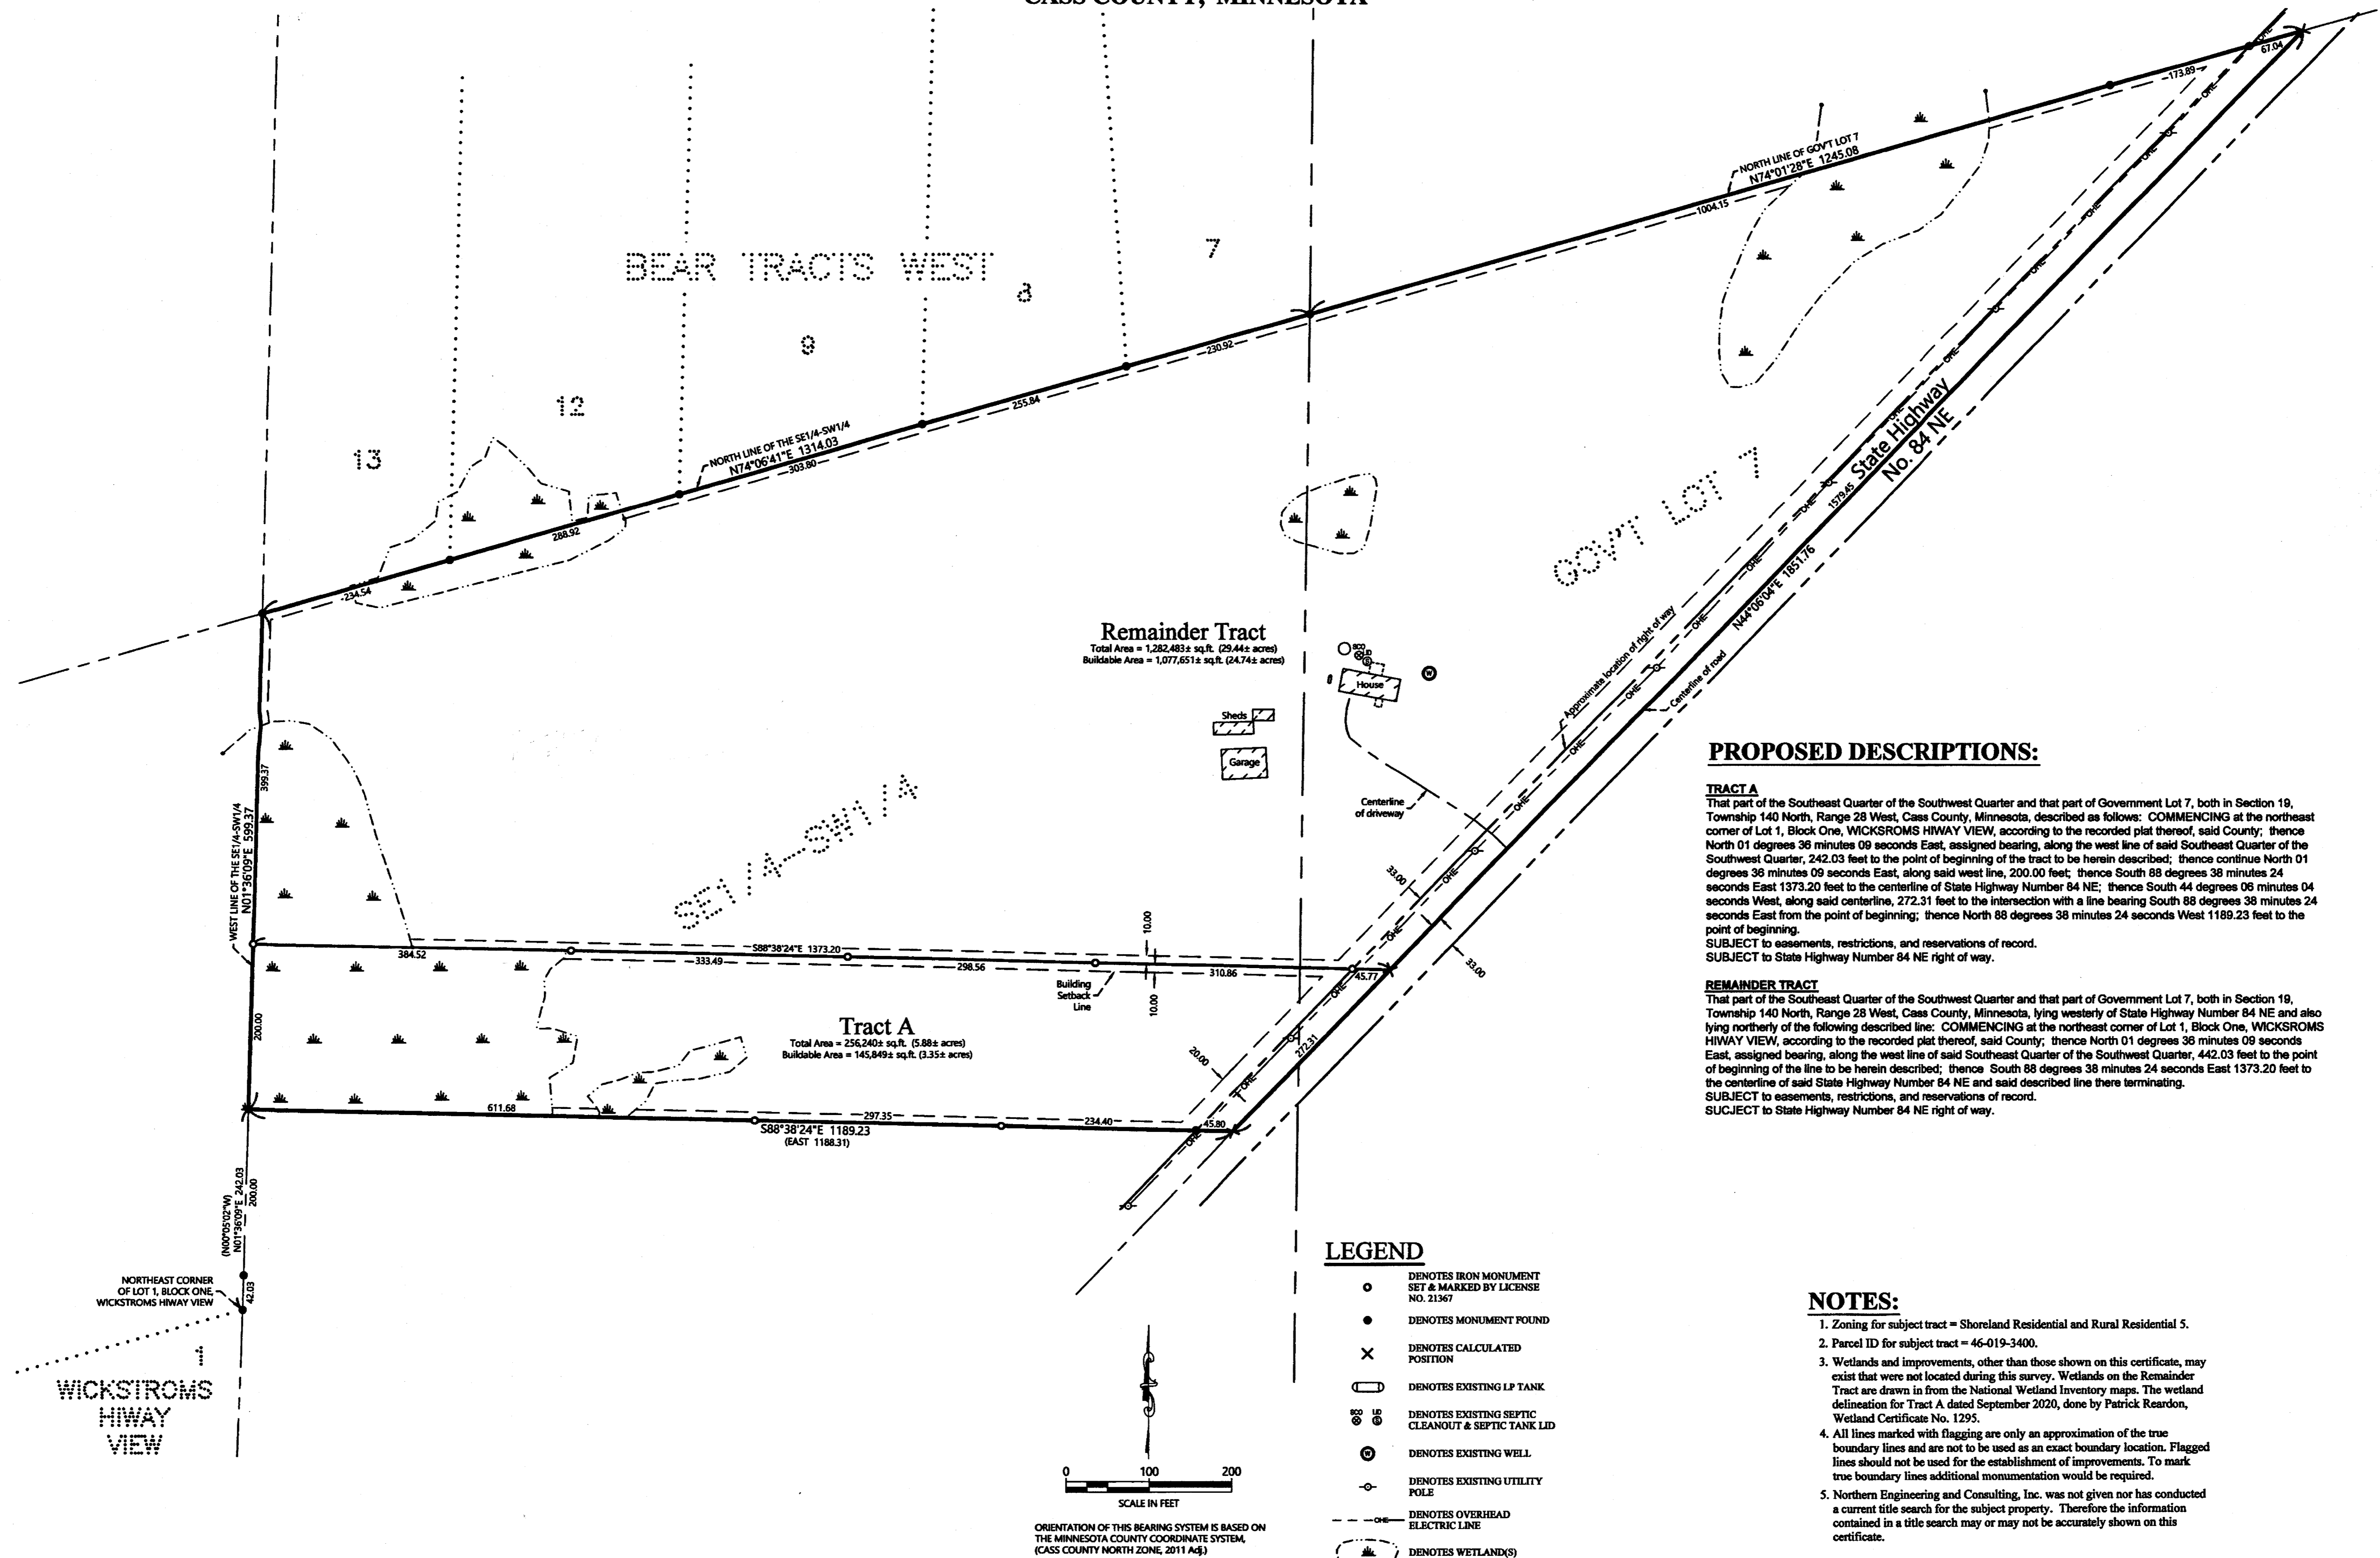 CASS COUNTY, MINNESOTA
67.04
OHE
173.89
NORTH LINE OF GOV'T LOT 7
N74°01'28"E 1245.08
1004.15
BEAR TRACTS WEST
7
8
9
12
13
230.92
255.84
NORTH LINE OF THE SE1/4-SW1/4
N74°06'41"E 1314.03
303.80
288.92
234.54
State Highway
No. 84 NE
1579.45
N44°06'04"E 1851.76
GOV'T LOT 7
Approximate location of right of way
Centerline of road
Remainder Tract
Total Area = 1,282,483± sq.ft. (29.44± acres)
Buildable Area = 1,077,651± sq.ft. (24.74± acres)
SCO
LID
House
W
Sheds
Garage
Centerline
of driveway
399.37
WEST LINE OF THE SE1/4-SW1/4
N01°36'09"E 599.37
SE1/4-SW1/4
33.00
33.00
10.00
S88°38'24"E 1373.20
384.52
333.49
298.56
310.86
45.77
Building
Setback
Line
10.00
200.00
Tract A
Total Area = 256,240± sq.ft. (5.88± acres)
Buildable Area = 145,849± sq.ft. (3.35± acres)
20.00
272.31
611.68
297.35
234.40
45.80
S88°38'24"E 1189.23
(EAST 1188.31)
(N00°05'02"W)
N01°36'09"E 242.03
200.00
42.03
NORTHEAST CORNER
OF LOT 1, BLOCK ONE,
WICKSTROMS HIWAY VIEW
1
WICKSTROMS
HIWAY
VIEW
PROPOSED DESCRIPTIONS:
TRACT A
That part of the Southeast Quarter of the Southwest Quarter and that part of Government Lot 7, both in Section 19,
Township 140 North, Range 28 West, Cass County, Minnesota, described as follows: COMMENCING at the northeast
corner of Lot 1, Block One, WICKSROMS HIWAY VIEW, according to the recorded plat thereof, said County; thence
North 01 degrees 36 minutes 09 seconds East, assigned bearing, along the west line of said Southeast Quarter of the
Southwest Quarter, 242.03 feet to the point of beginning of the tract to be herein described; thence continue North 01
degrees 36 minutes 09 seconds East, along said west line, 200.00 feet; thence South 88 degrees 38 minutes 24
seconds East 1373.20 feet to the centerline of State Highway Number 84 NE; thence South 44 degrees 06 minutes 04
seconds West, along said centerline, 272.31 feet to the intersection with a line bearing South 88 degrees 38 minutes 24
seconds East from the point of beginning; thence North 88 degrees 38 minutes 24 seconds West 1189.23 feet to the
point of beginning.
SUBJECT to easements, restrictions, and reservations of record.
SUBJECT to State Highway Number 84 NE right of way.
REMAINDER TRACT
That part of the Southeast Quarter of the Southwest Quarter and that part of Government Lot 7, both in Section 19,
Township 140 North, Range 28 West, Cass County, Minnesota, lying westerly of State Highway Number 84 NE and also
lying northerly of the following described line: COMMENCING at the northeast corner of Lot 1, Block One, WICKSROMS
HIWAY VIEW, according to the recorded plat thereof, said County; thence North 01 degrees 36 minutes 09 seconds
East, assigned bearing, along the west line of said Southeast Quarter of the Southwest Quarter, 442.03 feet to the point
of beginning of the line to be herein described; thence South 88 degrees 38 minutes 24 seconds East 1373.20 feet to
the centerline of said State Highway Number 84 NE and said described line there terminating.
SUBJECT to easements, restrictions, and reservations of record.
SUCJECT to State Highway Number 84 NE right of way.
LEGEND
DENOTES IRON MONUMENT
SET & MARKED BY LICENSE
NO. 21367
DENOTES MONUMENT FOUND
DENOTES CALCULATED
POSITION
DENOTES EXISTING LP TANK
SCO LID
DENOTES EXISTING SEPTIC
CLEANOUT & SEPTIC TANK LID
W
DENOTES EXISTING WELL
DENOTES EXISTING UTILITY
POLE
OHE
DENOTES OVERHEAD
ELECTRIC LINE
DENOTES WETLAND(S)
0 100 200
SCALE IN FEET
ORIENTATION OF THIS BEARING SYSTEM IS BASED ON
THE MINNESOTA COUNTY COORDINATE SYSTEM,
(CASS COUNTY NORTH ZONE, 2011 Adj.)
NOTES:
1. Zoning for subject tract = Shoreland Residential and Rural Residential 5.
2. Parcel ID for subject tract = 46-019-3400.
3. Wetlands and improvements, other than those shown on this certificate, may
exist that were not located during this survey. Wetlands on the Remainder
Tract are drawn in from the National Wetland Inventory maps. The wetland
delineation for Tract A dated September 2020, done by Patrick Reardon,
Wetland Certificate No. 1295.
4. All lines marked with flagging are only an approximation of the true
boundary lines and are not to be used as an exact boundary location. Flagged
lines should not be used for the establishment of improvements. To mark
true boundary lines additional monumentation would be required.
5. Northern Engineering and Consulting, Inc. was not given nor has conducted
a current title search for the subject property. Therefore the information
contained in a title search may or may not be accurately shown on this
certificate.